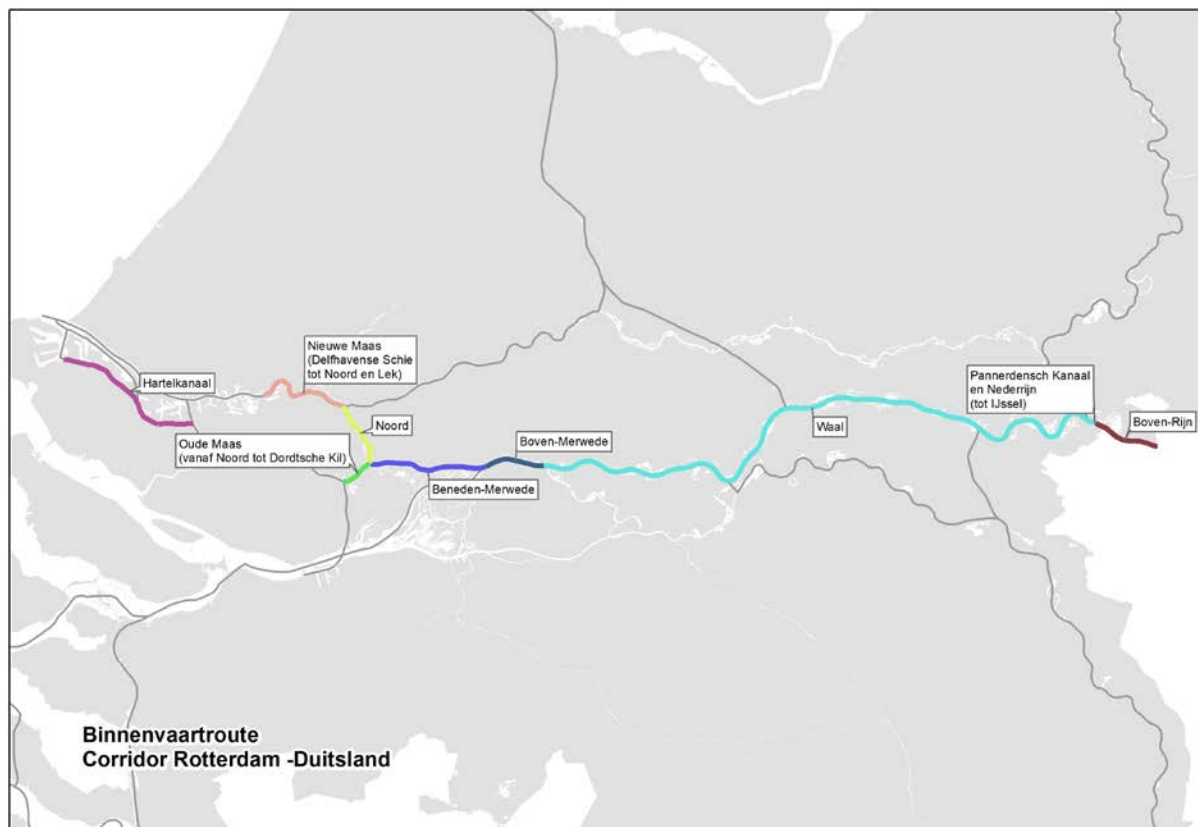 Nieuwe Maas
(Delfhavense Schie
tot Noord en Lek)
Hartelkanaal
Pannerdensch Kanaal
en Nederrijn
(tot IJssel)
Boven-Rijn
Noord
Waal
Oude Maas
(vanaf Noord tot Dordtsche Kil)
Boven-Merwede
Beneden-Merwede
Binnenvaartroute
Corridor Rotterdam -Duitsland